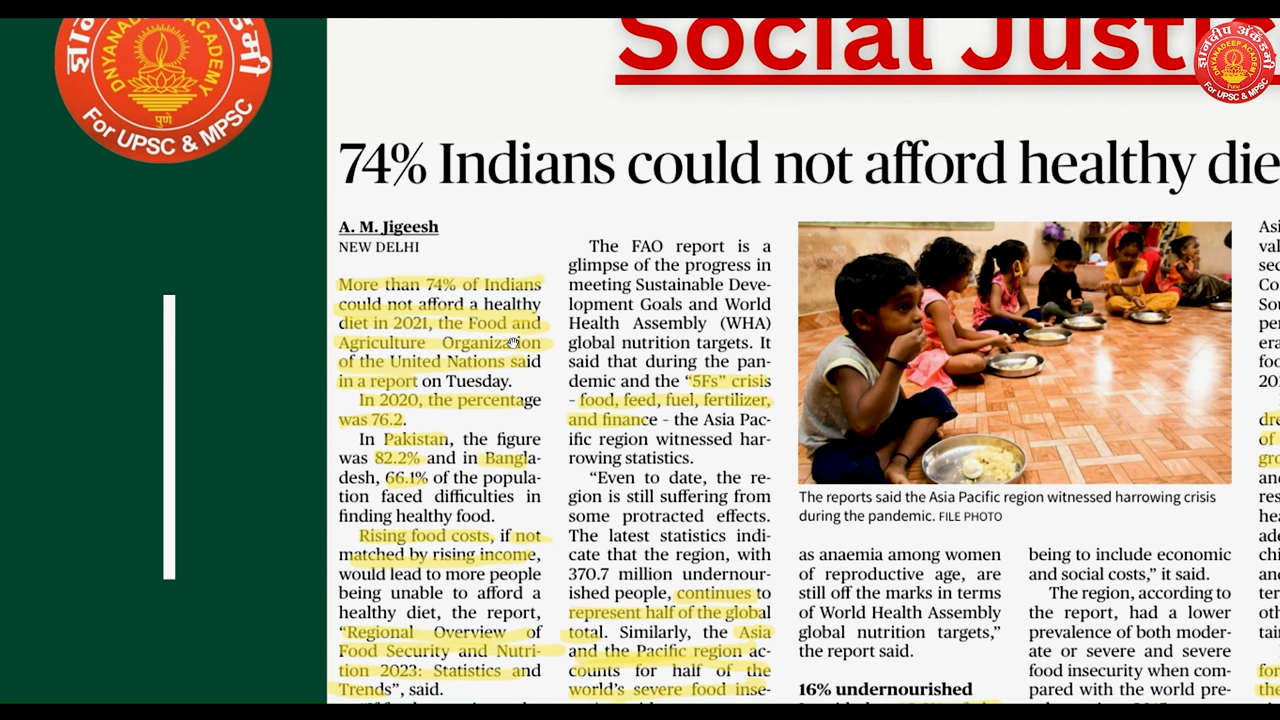 ज्ञानदीप अकॅडमी
DNYANADEEP ACADEMY
पुणे
For UPSC & MPSC
Social Justi
ज्ञानदीप अकॅडमी
DNYANADEEP ACADEMY
For UPSC & MPSC
74% Indians could not afford healthy die
A. M. Jigeesh
NEW DELHI
More than 74% of Indians
could not afford a healthy
diet in 2021, the Food and
Agriculture Organization
of the United Nations said
in a report on Tuesday.
In 2020, the percentage
was 76.2.
In Pakistan, the figure
was 82.2% and in Bangla-
desh, 66.1% of the popula-
tion faced difficulties in
finding healthy food.
Rising food costs, if not
matched by rising income,
would lead to more people
being unable to afford a
healthy diet, the report,
“Regional Overview of
Food Security and Nutri-
tion 2023: Statistics and
Trends”, said.
The FAO report is a
glimpse of the progress in
meeting Sustainable Deve-
lopment Goals and World
Health Assembly (WHA)
global nutrition targets. It
said that during the pan-
demic and the “5Fs” crisis
– food, feed, fuel, fertilizer,
and finance – the Asia Pac-
ific region witnessed har-
rowing statistics.
“Even to date, the re-
gion is still suffering from
some protracted effects.
The latest statistics indi-
cate that the region, with
370.7 million undernour-
ished people, continues to
represent half of the global
total. Similarly, the Asia
and the Pacific region ac-
counts for half of the
world’s severe food inse-
The reports said the Asia Pacific region witnessed harrowing crisis
during the pandemic. FILE PHOTO
as anaemia among women
of reproductive age, are
still off the marks in terms
of World Health Assembly
global nutrition targets,”
the report said.
16% undernourished
being to include economic
and social costs,” it said.
The region, according to
the report, had a lower
prevalence of both moder-
ate or severe and severe
food insecurity when com-
pared with the world pre-